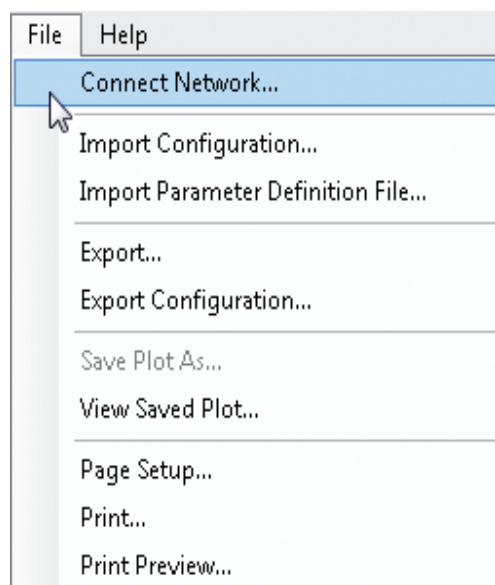 File Help
Connect Network...
Import Configuration...
Import Parameter Definition File...
Export...
Export Configuration...
Save Plot As...
View Saved Plot...
Page Setup...
Print...
Print Preview...